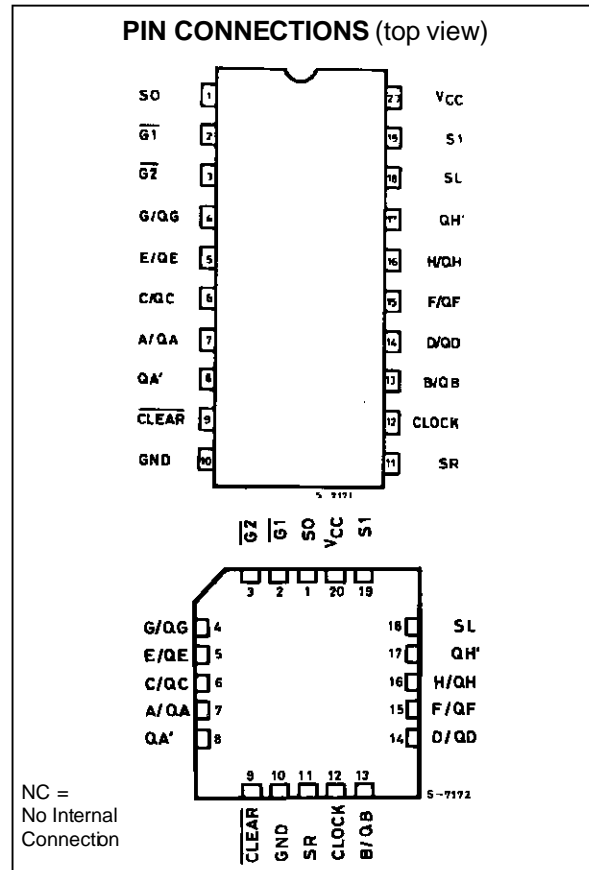 PIN CONNECTIONS (top view)
SO 1 20 VCC
G1 2 19 S1
G2 3 18 SL
G/QG 4 17 QH'
E/QE 5 16 H/QH
C/QC 6 15 F/QF
A/QA 7 14 D/QD
QA' 8 13 B/QB
CLEAR 9 12 CLOCK
GND 10 11 SR
S-7171
G2 G1 SO VCC S1
3 2 1 20 19
G/QG 4 18 SL
E/QE 5 17 QH'
C/QC 6 16 H/QH
A/QA 7 15 F/QF
QA' 8 14 D/QD
9 10 11 12 13
S-7172
CLEAR GND SR CLOCK B/QB
NC =
No Internal
Connection